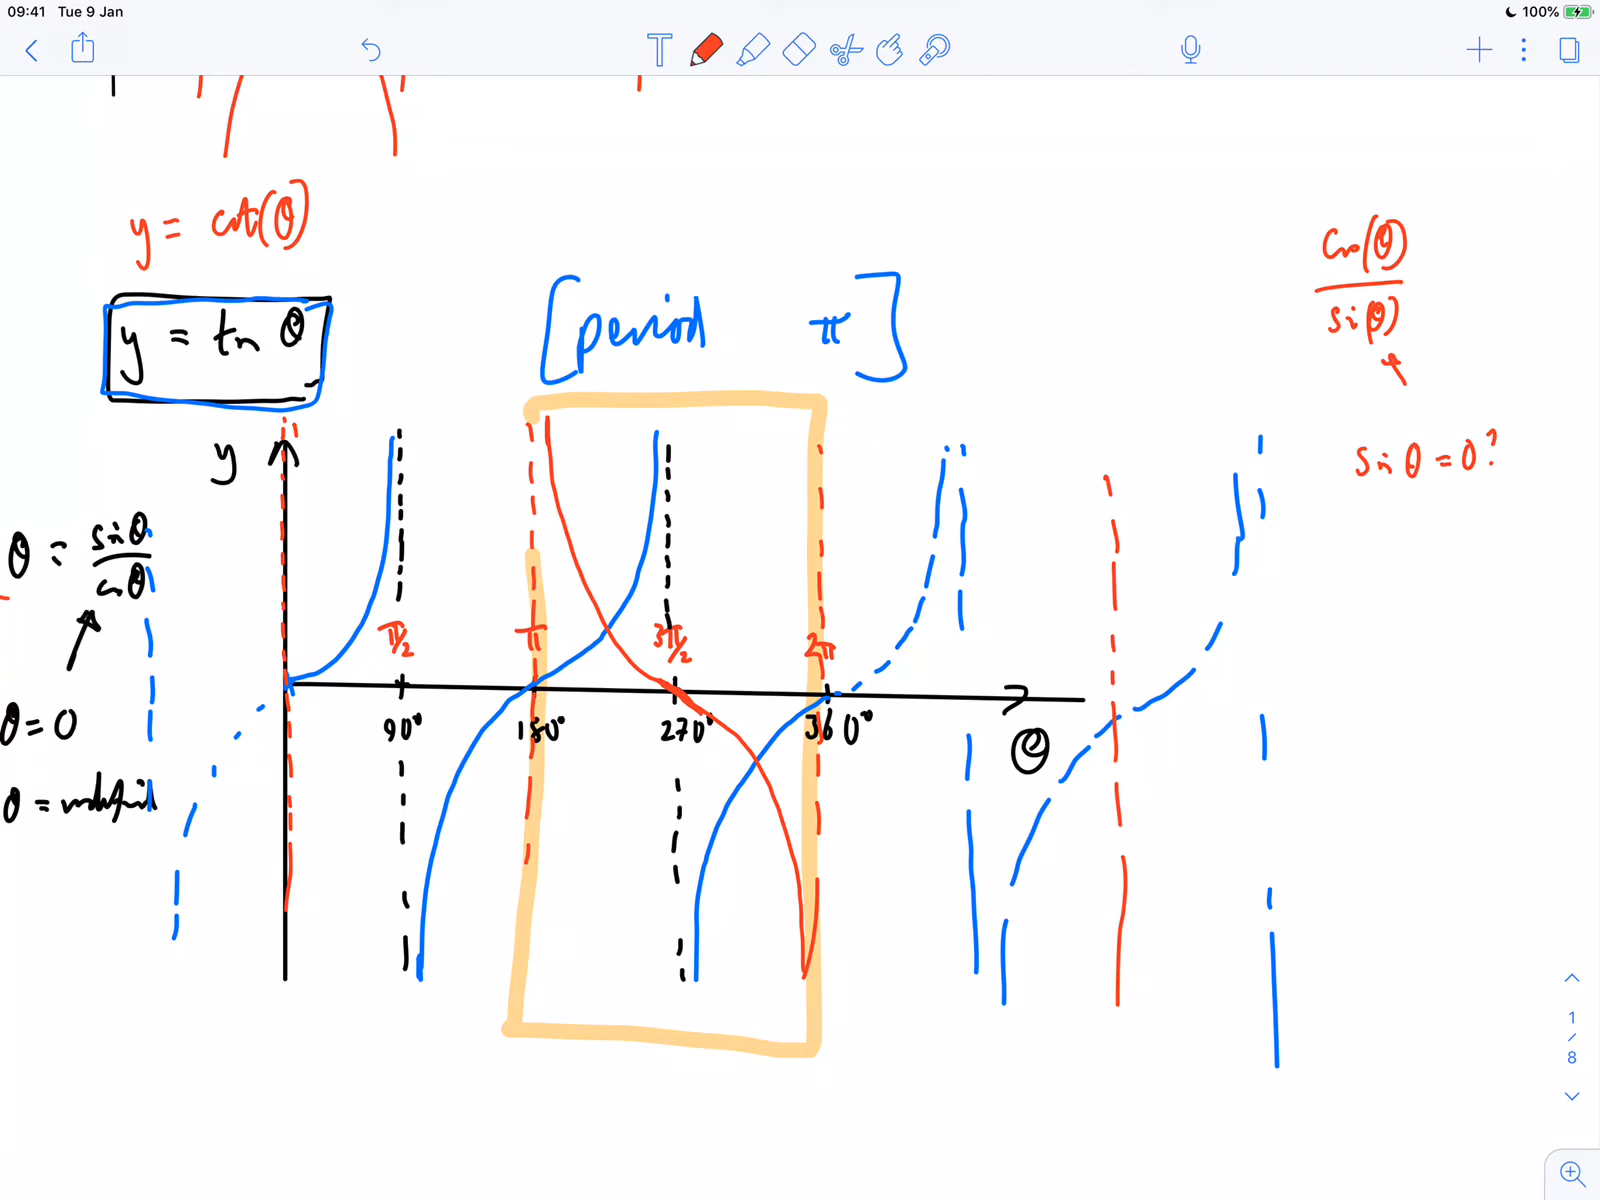 09:41 Tue 9 Jan
100%
T
y = cot(θ)
y = tan θ
[period π]
cos(θ)
sin(θ)
sin θ = 0?
y
θ = sinθ
cosθ
π/2
π
3π/2
2π
90°
180°
270°
360°
θ
θ = 0
θ = undefined
1
/
8